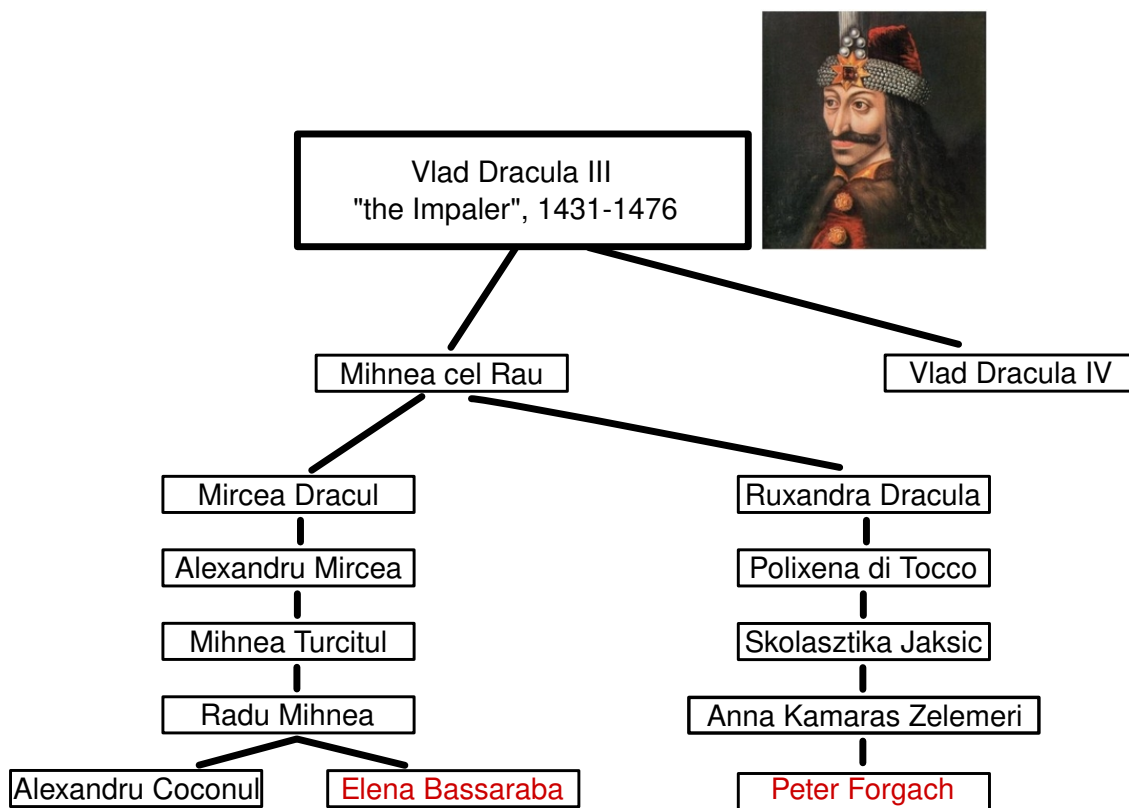 Vlad Dracula III
"the Impaler", 1431-1476
Mihnea cel Rau
Vlad Dracula IV
Mircea Dracul
Ruxandra Dracula
Alexandru Mircea
Polixena di Tocco
Mihnea Turcitul
Skolasztika Jaksic
Radu Mihnea
Anna Kamaras Zelemeri
Alexandru Coconul
Elena Bassaraba
Peter Forgach